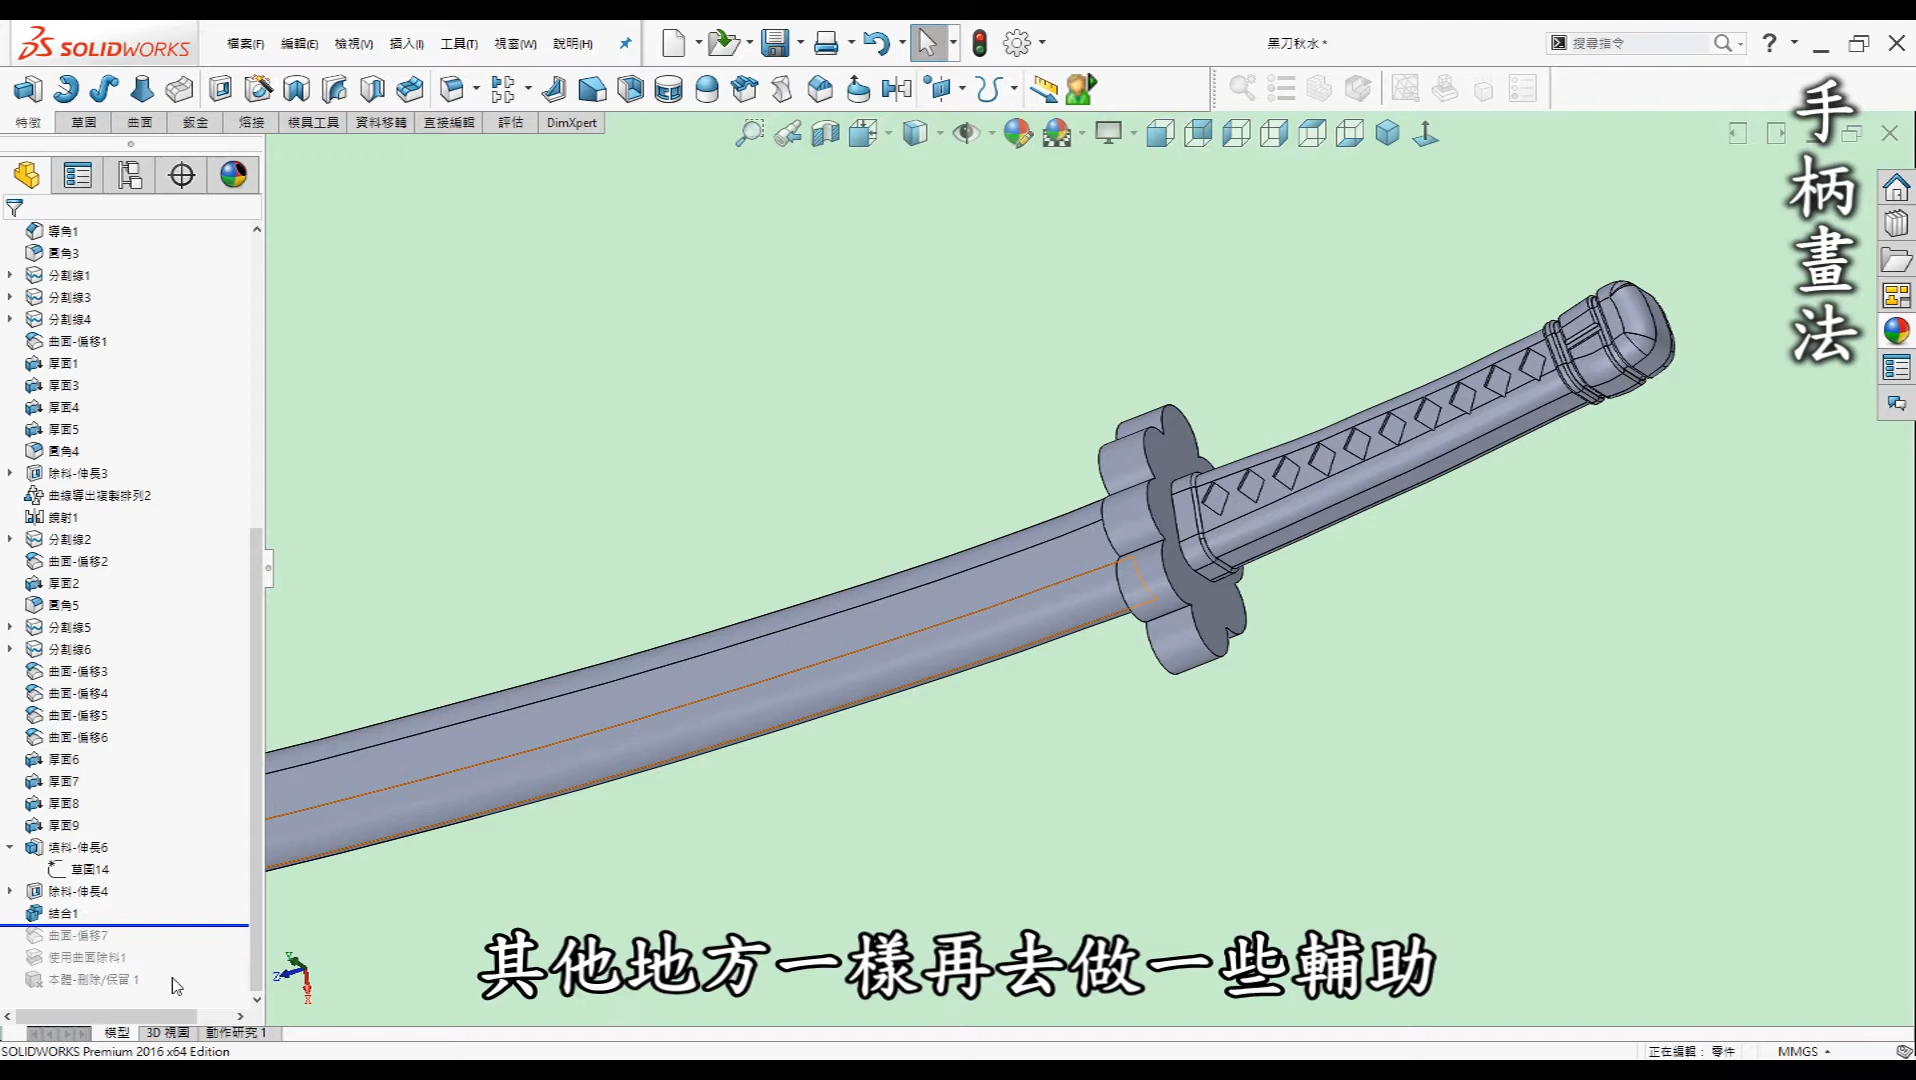 SOLIDWORKS
檔案(F) 編輯(E) 檢視(V) 插入(I) 工具(T) 視窗(W) 說明(H)
黑刀秋水*
搜尋指令
特徵 草圖 曲面 鈑金 熔接 模具工具 資料移轉 直接編輯 評估 DimXpert
手柄畫法
導角1
圓角3
分割線1
分割線3
分割線4
曲面-偏移1
厚面1
厚面3
厚面4
厚面5
圓角4
除料-伸長3
曲線導出複製排列2
鏡射1
分割線2
曲面-偏移2
厚面2
圓角5
分割線5
分割線6
曲面-偏移3
曲面-偏移4
曲面-偏移5
曲面-偏移6
厚面6
厚面7
厚面8
厚面9
填料-伸長6
草圖14
除料-伸長4
結合1
曲面-偏移7
使用曲面除料1
本體-刪除/保留 1
其他地方一樣再去做一些輔助
Y
Z
X
模型 3D 視圖 動作研究 1
SOLIDWORKS Premium 2016 x64 Edition
正在編輯： 零件
MMGS